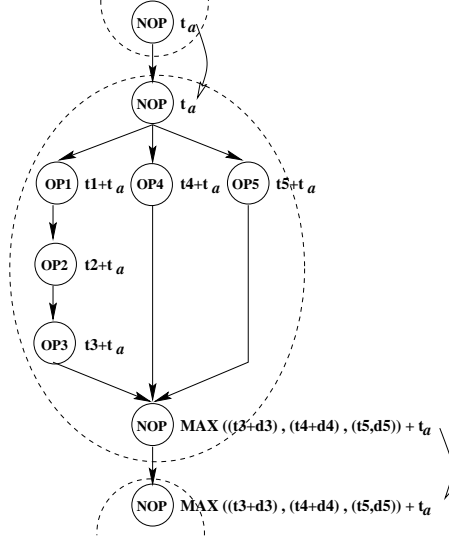 NOP t a
NOP t a
OP1 t1+t a OP4 t4+t a OP5 t5+t a
OP2 t2+t a
OP3 t3+t a
NOP MAX ((t3+d3) , (t4+d4) , (t5,d5)) + t a
NOP MAX ((t3+d3) , (t4+d4) , (t5,d5)) + t a